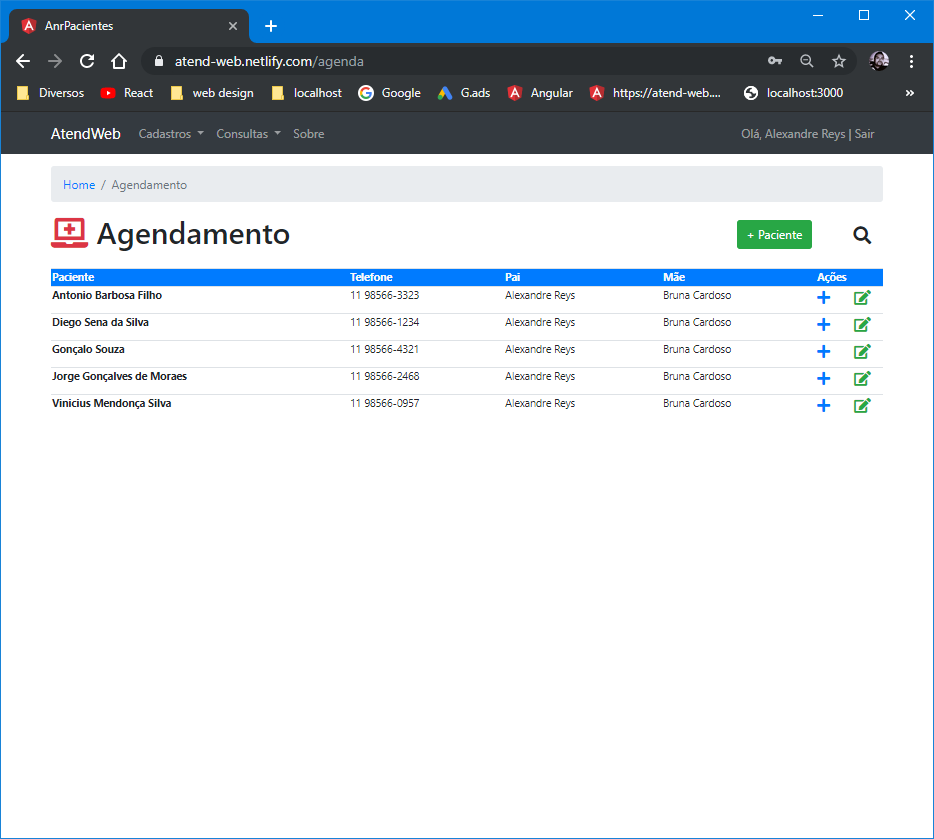 AnrPacientes
atend-web.netlify.com/agenda
Diversos React web design localhost Google G.ads Angular https://atend-web.... localhost:3000 »
AtendWeb Cadastros Consultas Sobre Olá, Alexandre Reys | Sair
Home / Agendamento
Agendamento + Paciente
Paciente Telefone Pai Mãe Ações
Antonio Barbosa Filho 11 98566-3323 Alexandre Reys Bruna Cardoso
Diego Sena da Silva 11 98566-1234 Alexandre Reys Bruna Cardoso
Gonçalo Souza 11 98566-4321 Alexandre Reys Bruna Cardoso
Jorge Gonçalves de Moraes 11 98566-2468 Alexandre Reys Bruna Cardoso
Vinicius Mendonça Silva 11 98566-0957 Alexandre Reys Bruna Cardoso